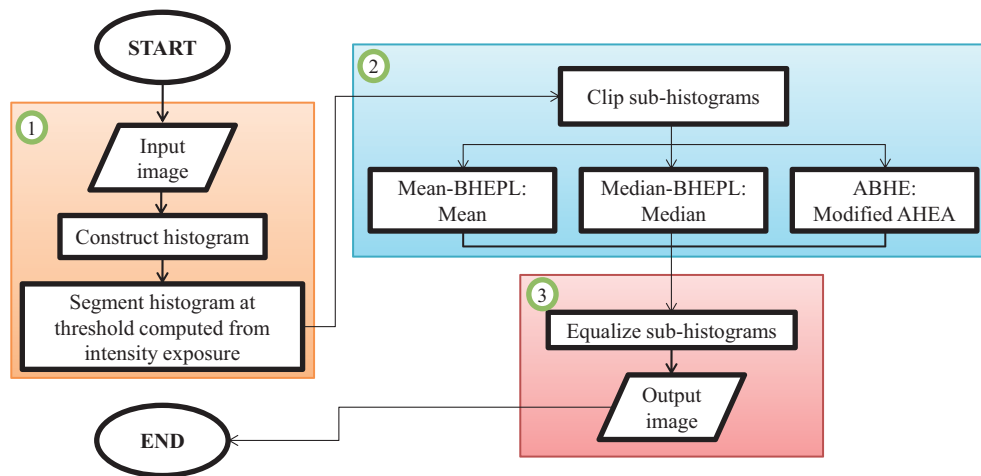 START
1
Input
image
Construct histogram
Segment histogram at
threshold computed from
intensity exposure
2
Clip sub-histograms
Mean-BHEPL:
Mean
Median-BHEPL:
Median
ABHE:
Modified AHEA
3
Equalize sub-histograms
Output
image
END